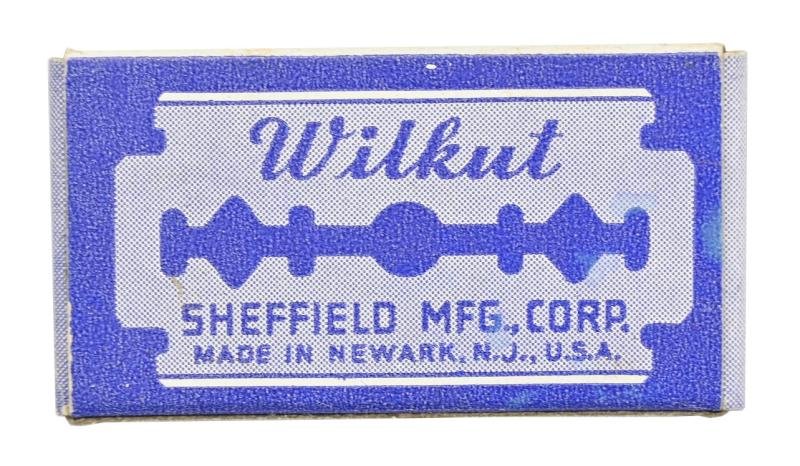 Wilkut
SHEFFIELD MFG., CORP.
MADE IN NEWARK, N.J., U.S.A.